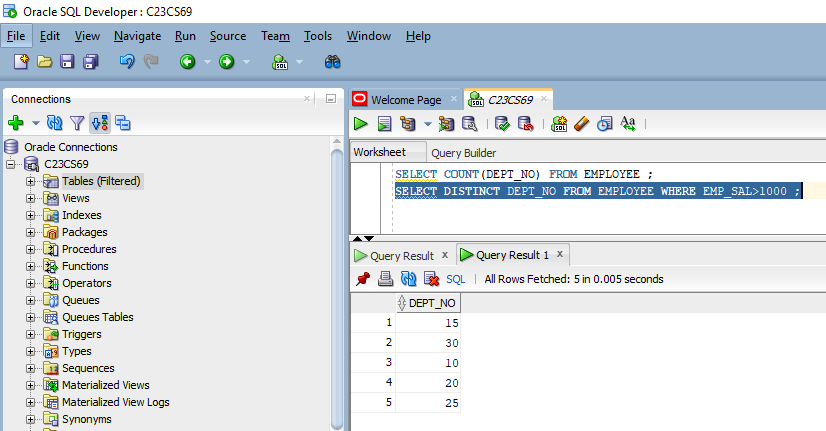 Oracle SQL Developer : C23CS69
File Edit View Navigate Run Source Team Tools Window Help
SQL
Connections
Oracle Connections
C23CS69
Tables (Filtered)
Views
Indexes
Packages
Procedures
Functions
Operators
Queues
Queues Tables
Triggers
Types
Sequences
Materialized Views
Materialized View Logs
Synonyms
Welcome Page
C23CS69
Worksheet Query Builder
SELECT COUNT(DEPT_NO) FROM EMPLOYEE ;
SELECT DISTINCT DEPT_NO FROM EMPLOYEE WHERE EMP_SAL>1000 ;
Query Result x Query Result 1 x
SQL | All Rows Fetched: 5 in 0.005 seconds
DEPT_NO
1 15
2 30
3 10
4 20
5 25